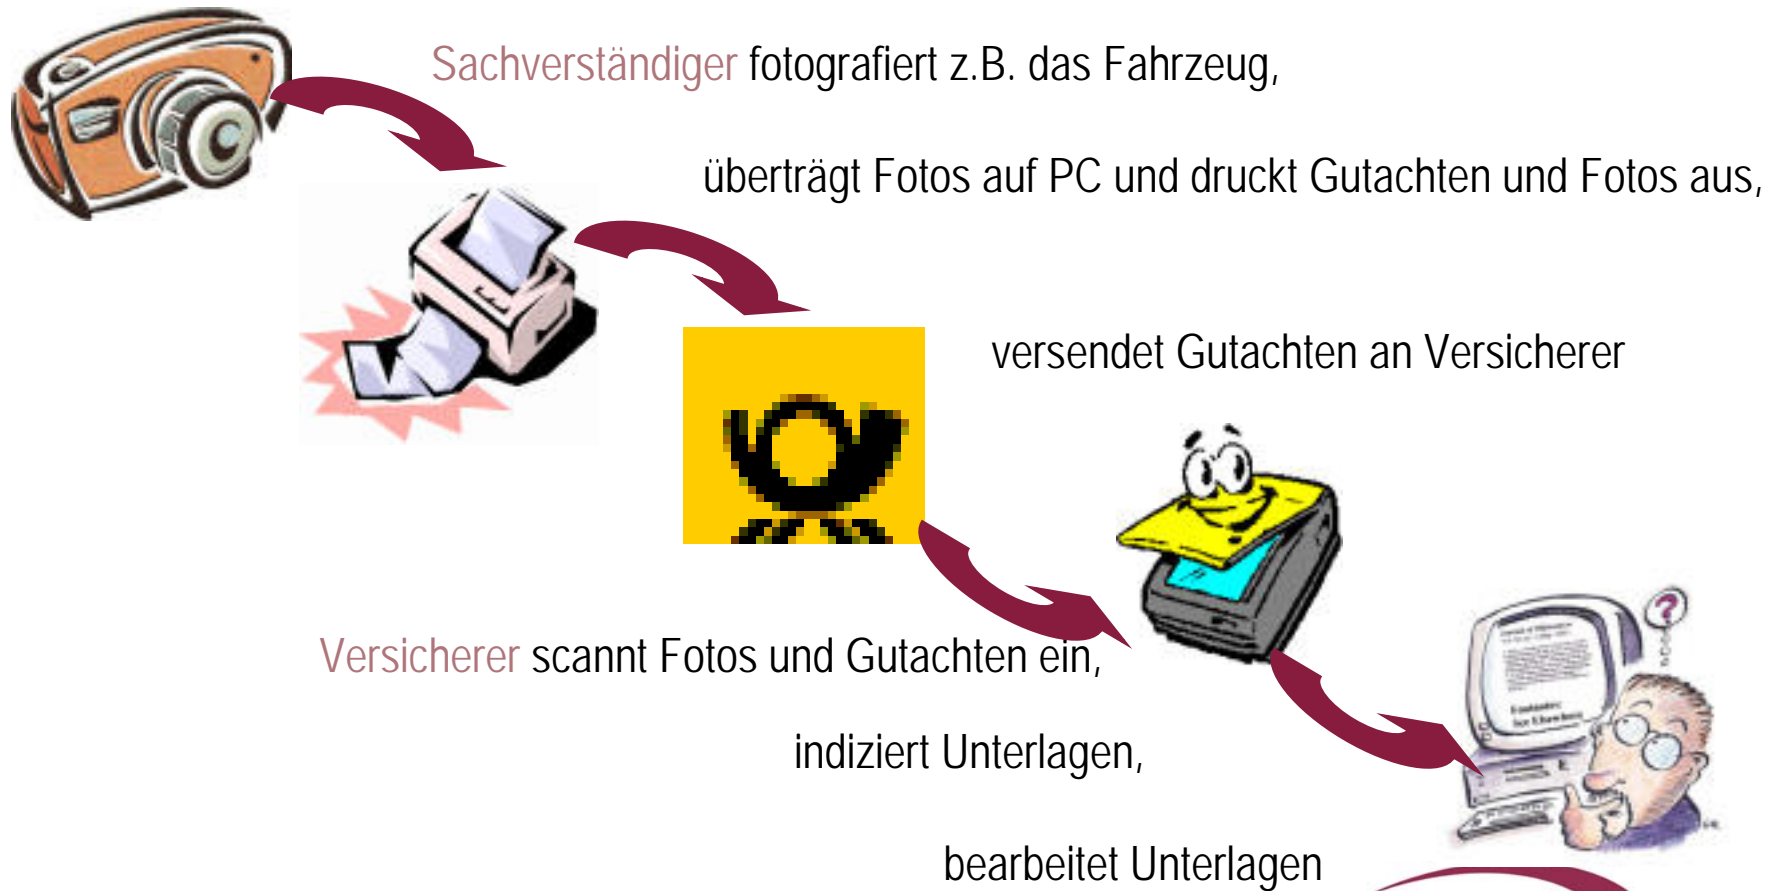 Sachverständiger fotografiert z.B. das Fahrzeug,
überträgt Fotos auf PC und druckt Gutachten und Fotos aus,
versendet Gutachten an Versicherer
Versicherer scannt Fotos und Gutachten ein,
indiziert Unterlagen,
bearbeitet Unterlagen
?